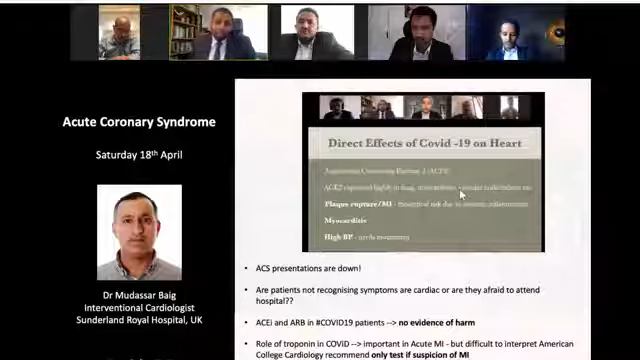 Acute Coronary Syndrome
Saturday 18th April
Dr Mudassar Baig
Interventional Cardiologist
Sunderland Royal Hospital, UK
Direct Effects of Covid -19 on Heart
Plaque rupture/MI -
Myocarditis
High BP -
• ACS presentations are down!
• Are patients not recognising symptoms are cardiac or are they afraid to attend
hospital??
• ACEi and ARB in #COVID19 patients --> no evidence of harm
• Role of troponin in COViD --> important in Acute MI - but difficult to interpret American
College Cardiology recommend only test if suspicion of MI